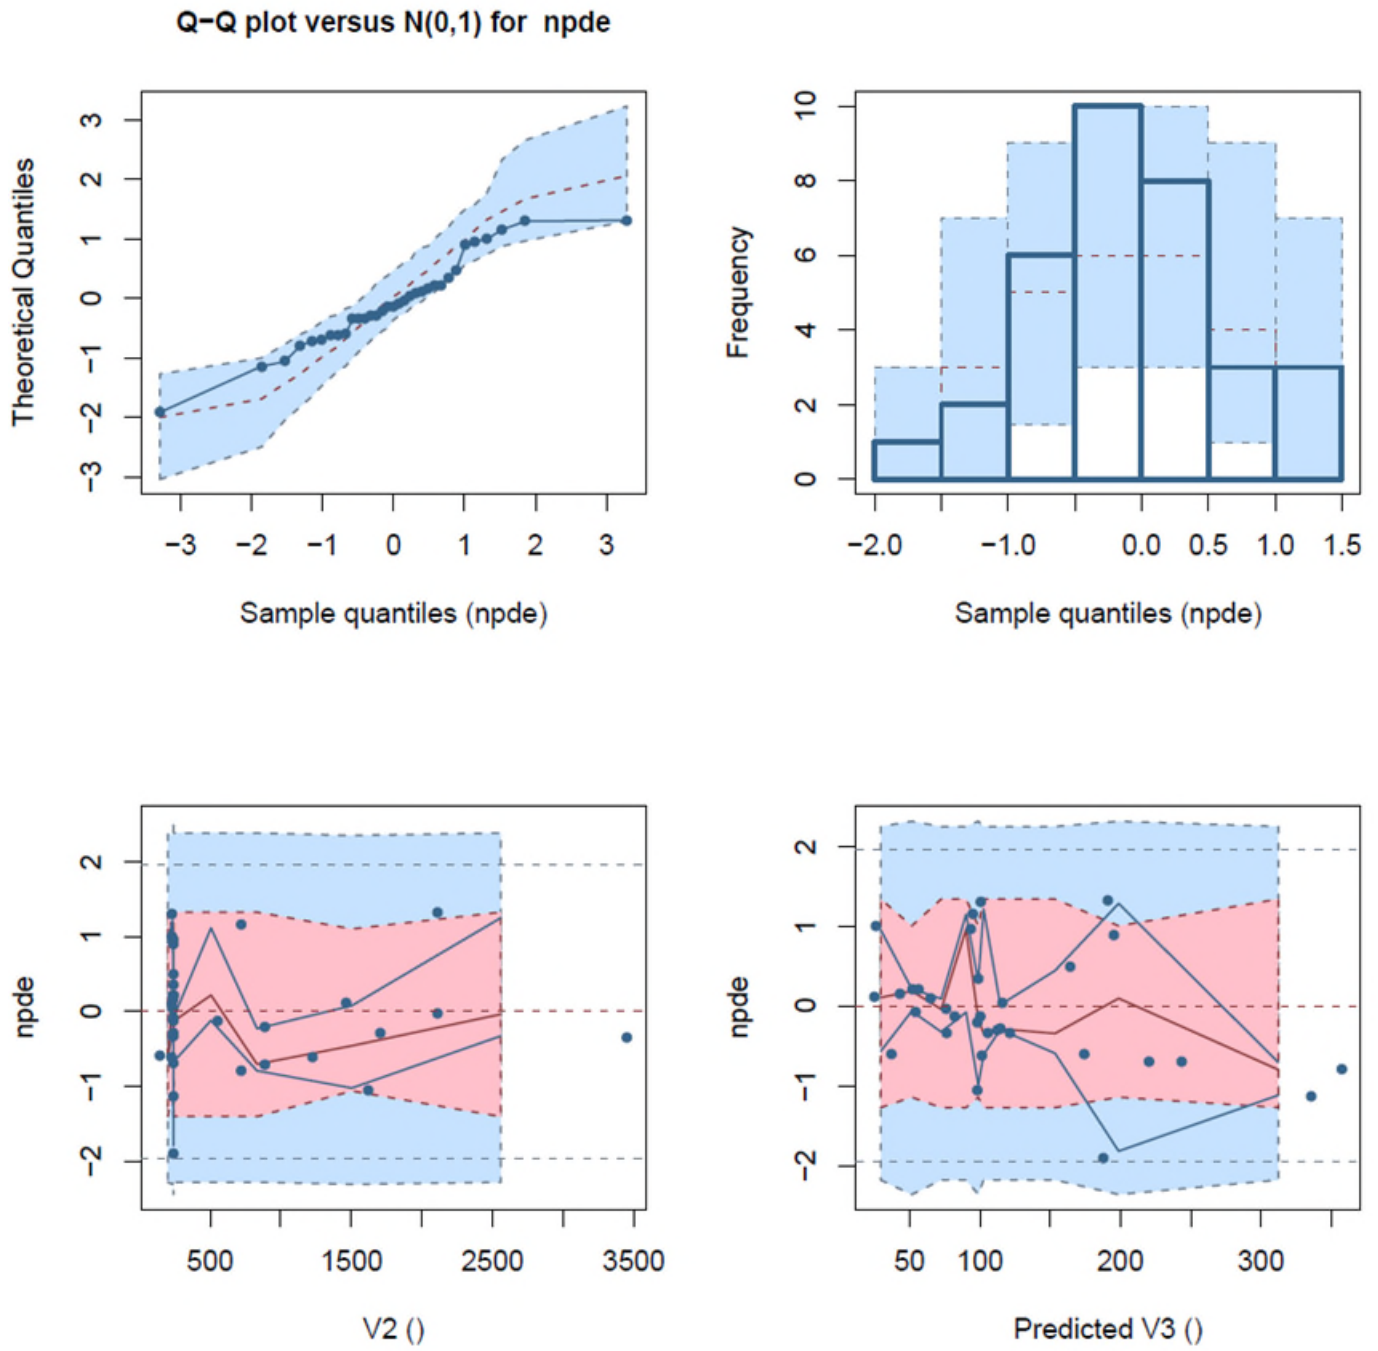 Q−Q plot versus N(0,1) for npde
Theoretical Quantiles
3
2
1
0
−1
−2
−3
−3 −2 −1 0 1 2 3
Sample quantiles (npde)
Frequency
10
8
6
4
2
0
−2.0 −1.0 0.0 0.5 1.0 1.5
Sample quantiles (npde)
npde
2
1
0
−1
−2
500 1500 2500 3500
V2 ()
npde
2
1
0
−1
−2
50 100 200 300
Predicted V3 ()